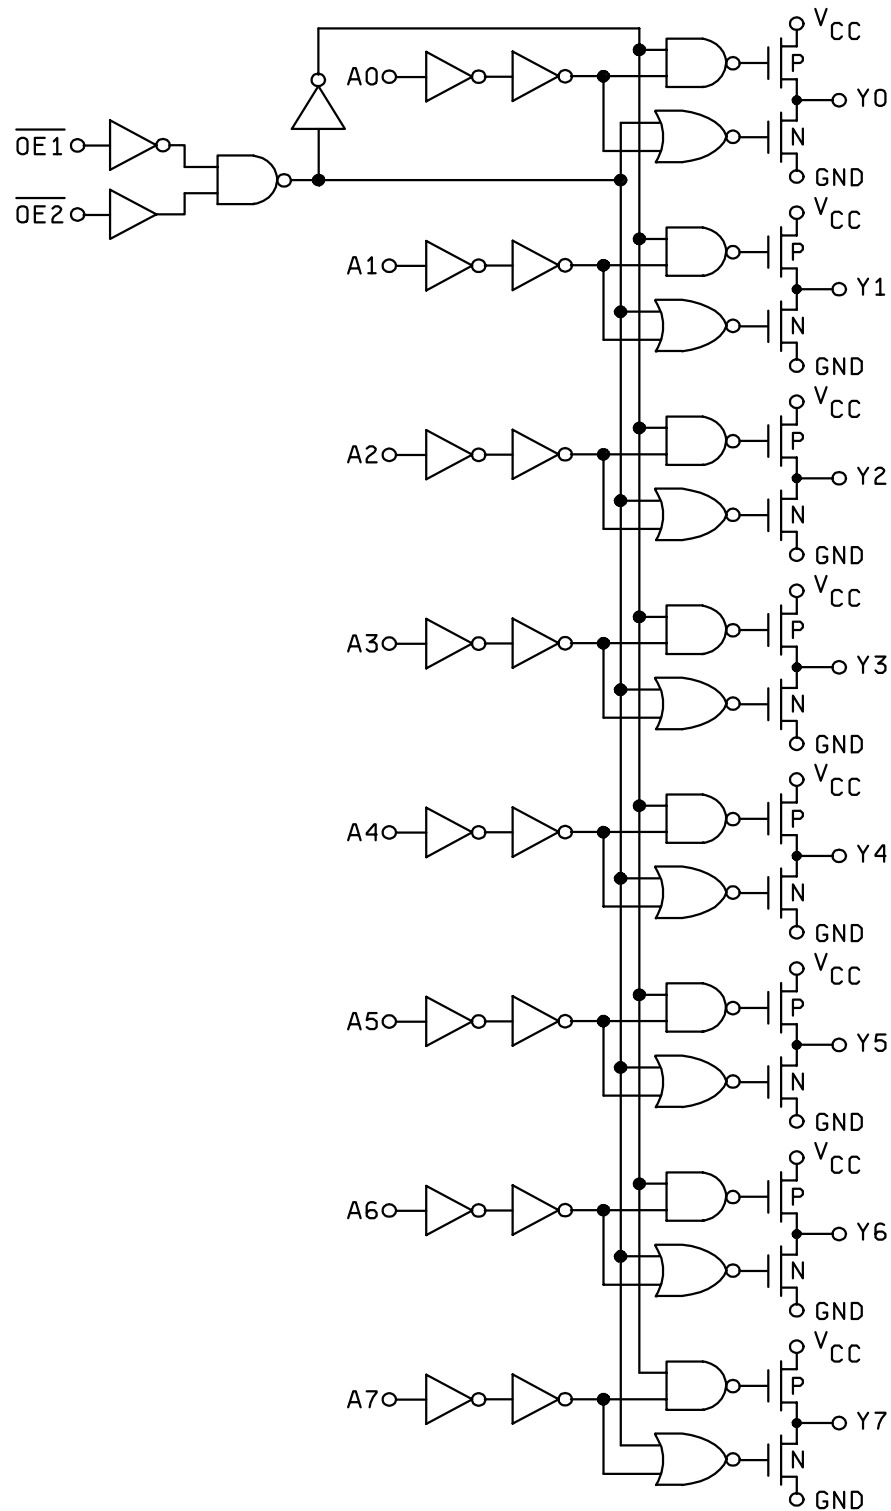 VCC
A0
P
Y0
N
GND
OE1
OE2
VCC
A1
P
Y1
N
GND
VCC
A2
P
Y2
N
GND
VCC
A3
P
Y3
N
GND
VCC
A4
P
Y4
N
GND
VCC
A5
P
Y5
N
GND
VCC
A6
P
Y6
N
GND
VCC
A7
P
Y7
N
GND